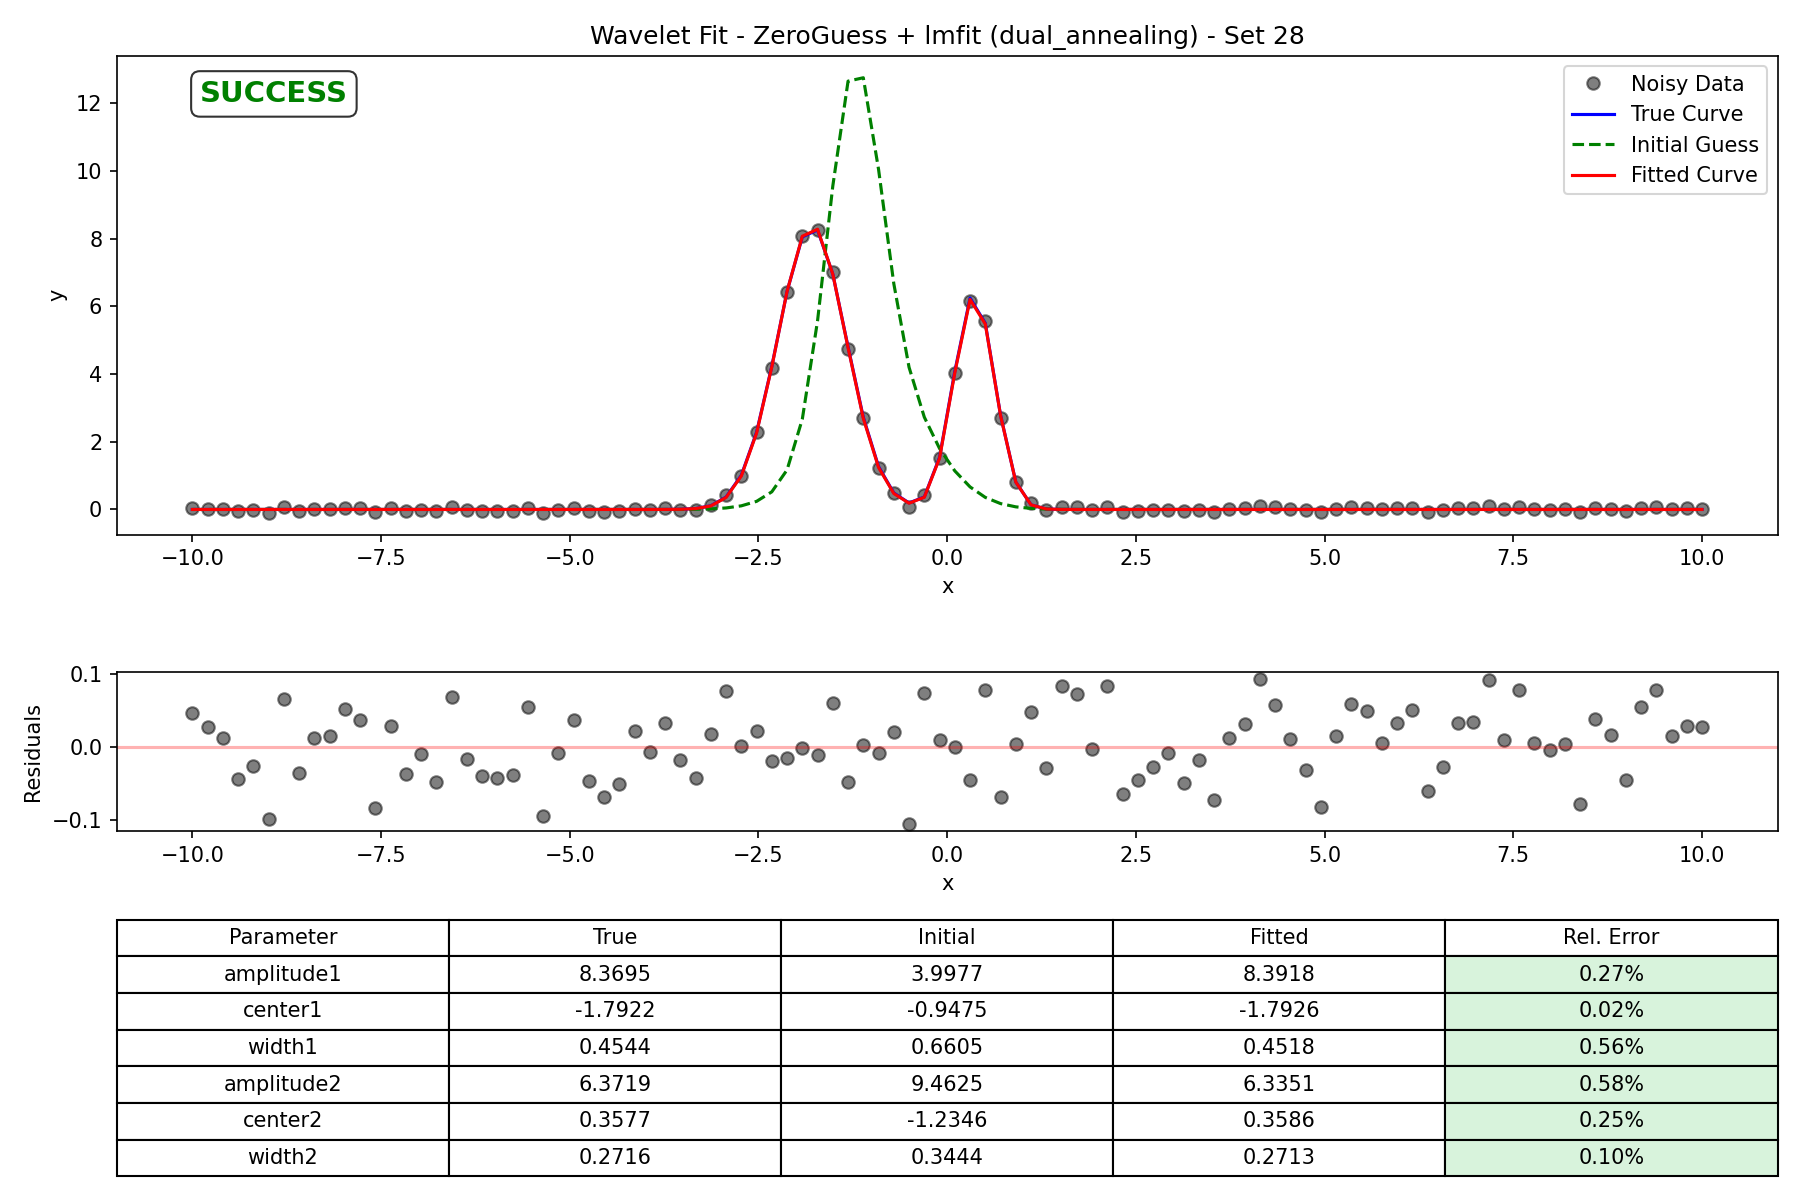 Wavelet Fit - ZeroGuess + lmfit (dual_annealing) - Set 28
SUCCESS
Noisy Data
True Curve
Initial Guess
Fitted Curve
y
12
10
8
6
4
2
0
−10.0 −7.5 −5.0 −2.5 0.0 2.5 5.0 7.5 10.0
x
Residuals
0.1
0.0
−0.1
−10.0 −7.5 −5.0 −2.5 0.0 2.5 5.0 7.5 10.0
x
Parameter True Initial Fitted Rel. Error
amplitude1 8.3695 3.9977 8.3918 0.27%
center1 -1.7922 -0.9475 -1.7926 0.02%
width1 0.4544 0.6605 0.4518 0.56%
amplitude2 6.3719 9.4625 6.3351 0.58%
center2 0.3577 -1.2346 0.3586 0.25%
width2 0.2716 0.3444 0.2713 0.10%